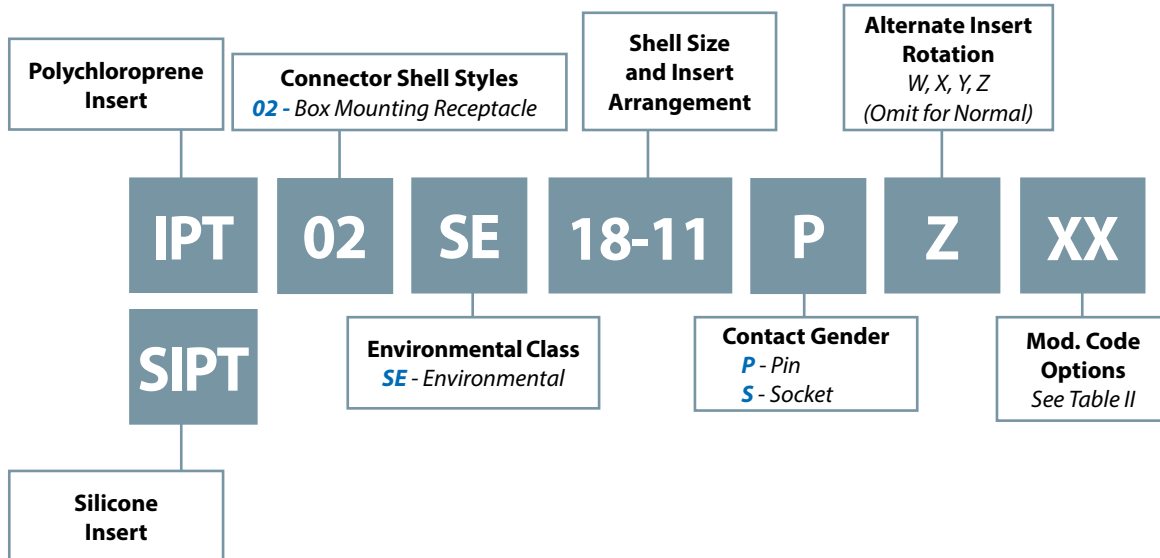 Polychloroprene
Insert
Connector Shell Styles
02 - Box Mounting Receptacle
Shell Size
and Insert
Arrangement
Alternate Insert
Rotation
W, X, Y, Z
(Omit for Normal)
IPT
02
SE
18-11
P
Z
XX
SIPT
Environmental Class
SE - Environmental
Contact Gender
P - Pin
S - Socket
Mod. Code
Options
See Table II
Silicone
Insert